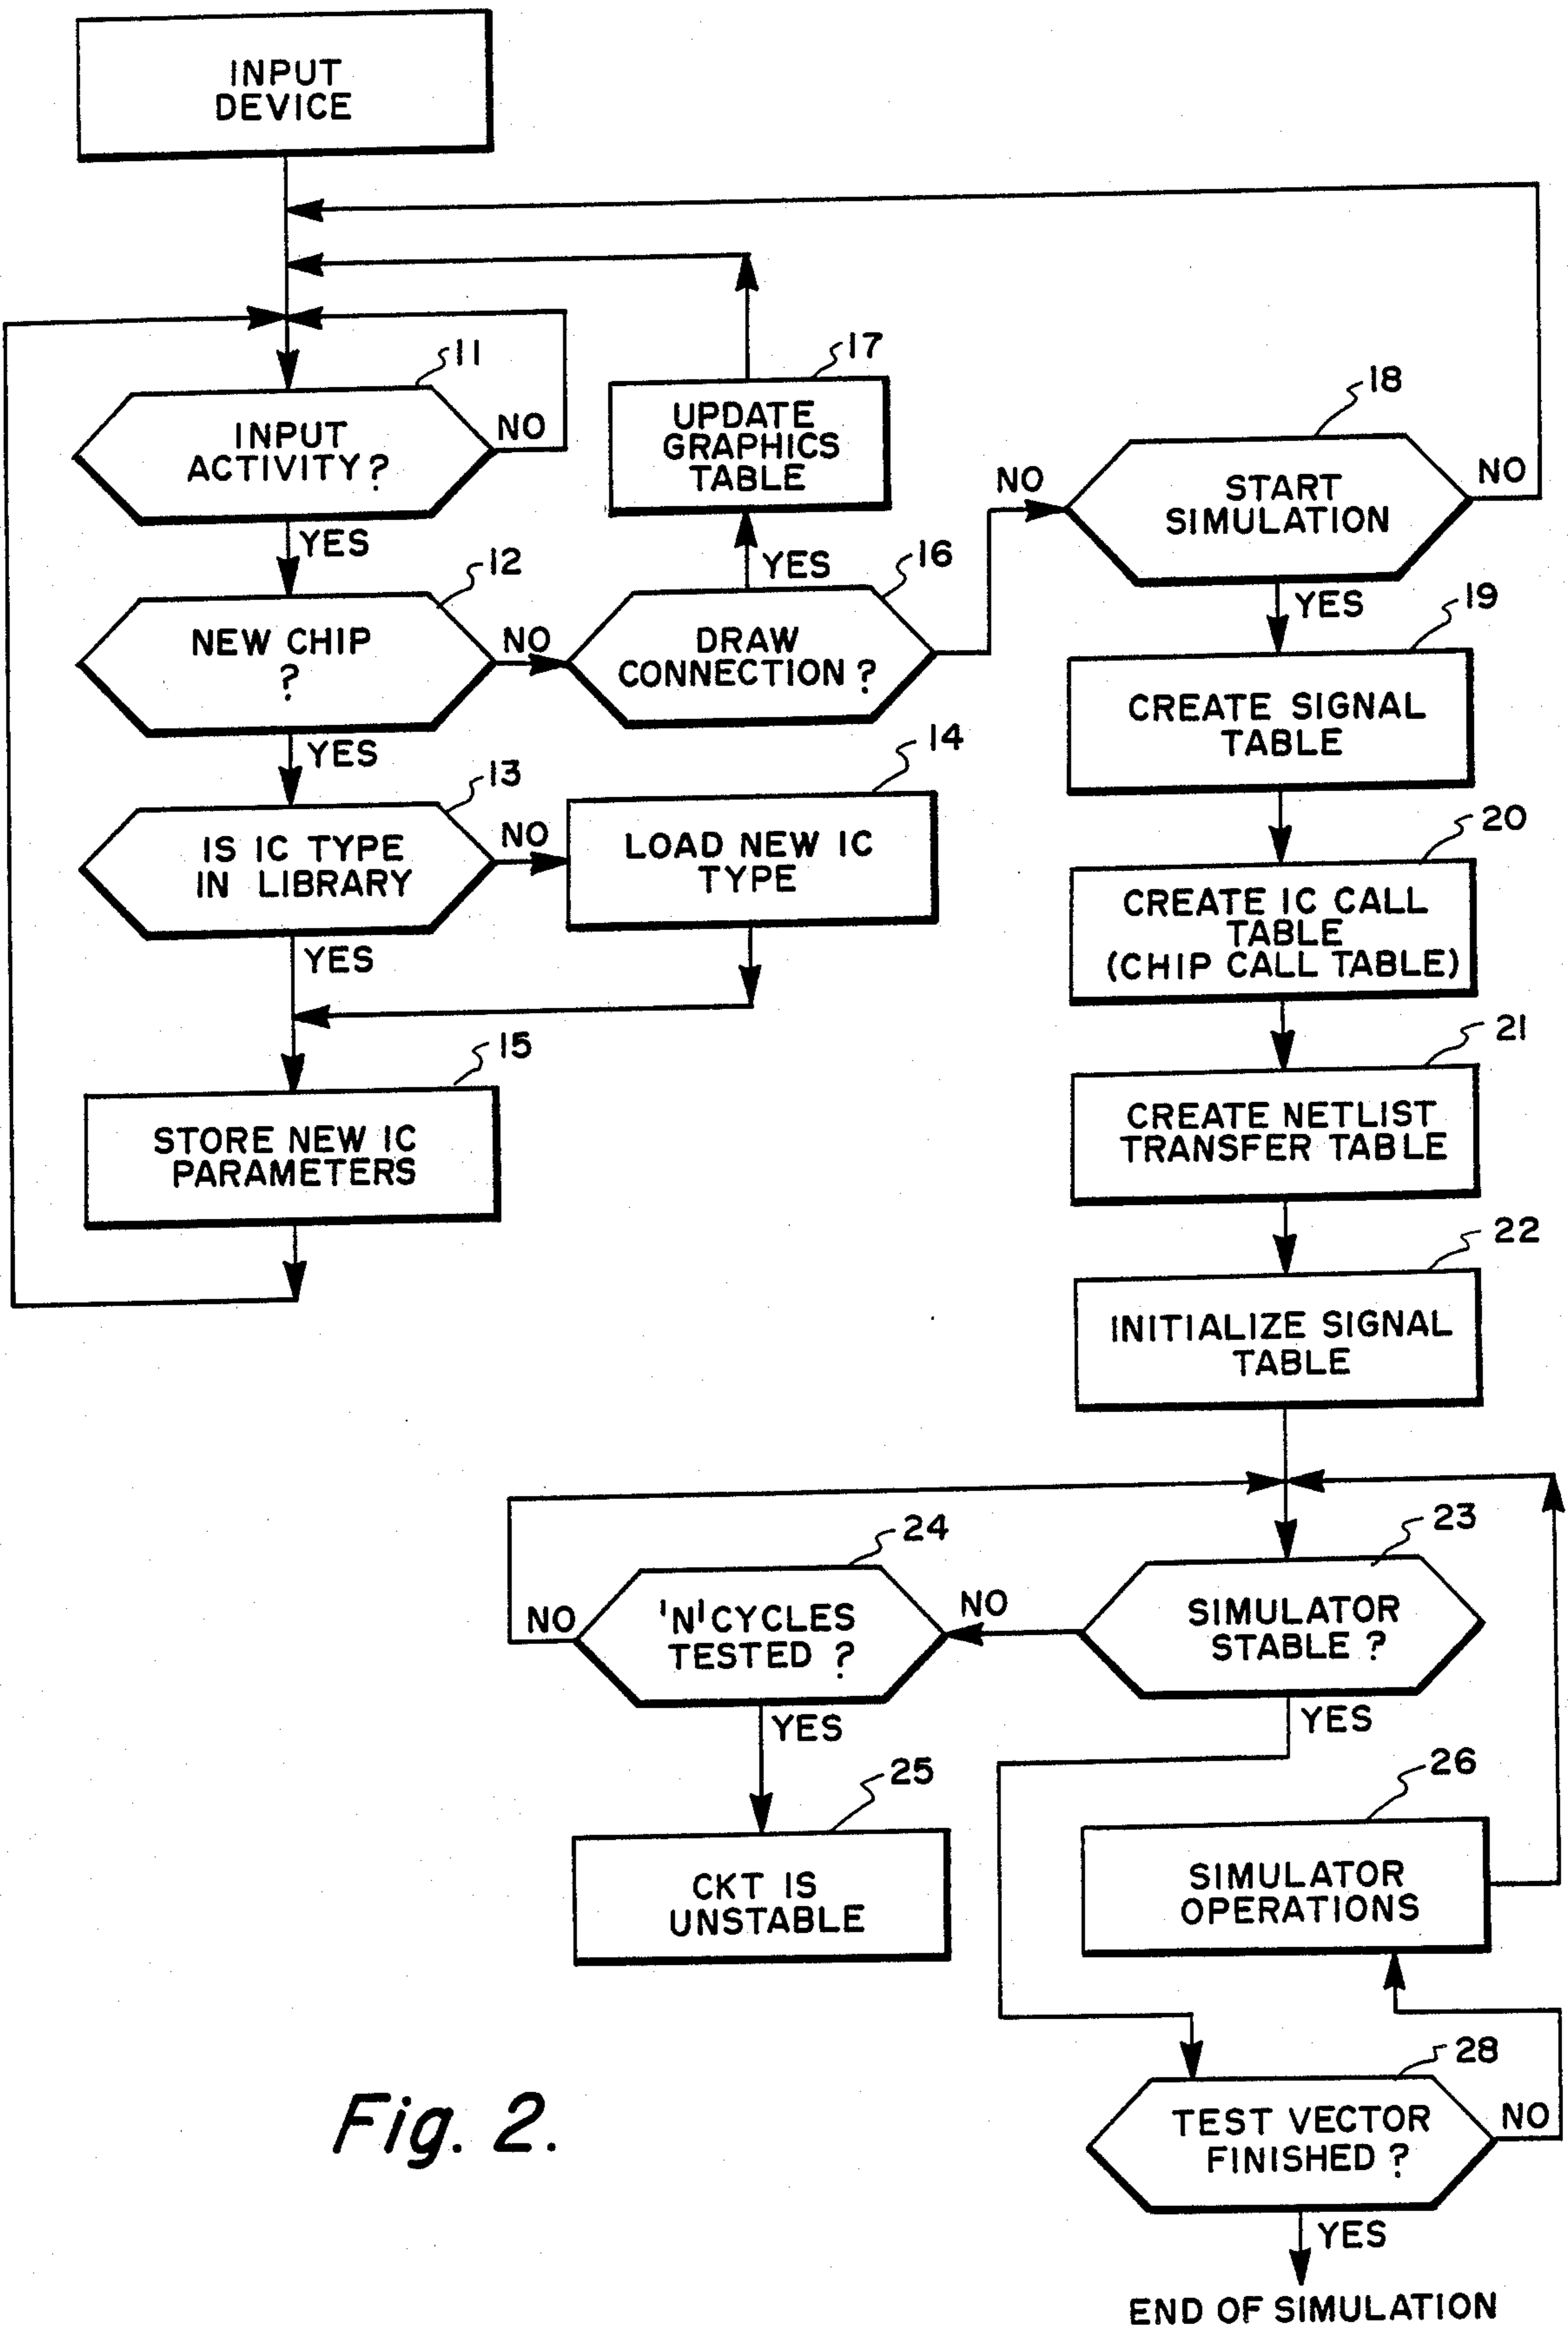 INPUT
DEVICE
11
INPUT
ACTIVITY?
NO
YES
12
NEW CHIP
?
NO
YES
13
IS IC TYPE
IN LIBRARY
NO
YES
14
LOAD NEW IC
TYPE
15
STORE NEW IC
PARAMETERS
16
DRAW
CONNECTION?
YES
NO
17
UPDATE
GRAPHICS
TABLE
18
START
SIMULATION
NO
YES
19
CREATE SIGNAL
TABLE
20
CREATE IC CALL
TABLE
(CHIP CALL TABLE)
21
CREATE NETLIST
TRANSFER TABLE
22
INITIALIZE SIGNAL
TABLE
23
SIMULATOR
STABLE?
NO
YES
24
'N' CYCLES
TESTED ?
NO
YES
25
CKT IS
UNSTABLE
26
SIMULATOR
OPERATIONS
28
TEST VECTOR
FINISHED?
NO
YES
END OF SIMULATION
Fig. 2.